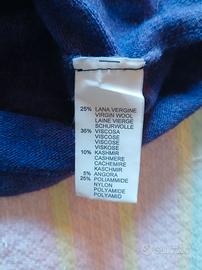 25% LANA VERGINE
VIRGIN WOOL
LAINE VIERGE
SCHURWOLLE
35% VISCOSA
VISCOSE
VISCOSE
VISKOSE
10% KASHMIR
CASHMERE
CACHEMIRE
KASCHMIR
5% ANGORA
25% POLIAMMIDE
NYLON
POLYAMIDE
POLYAMID
subito